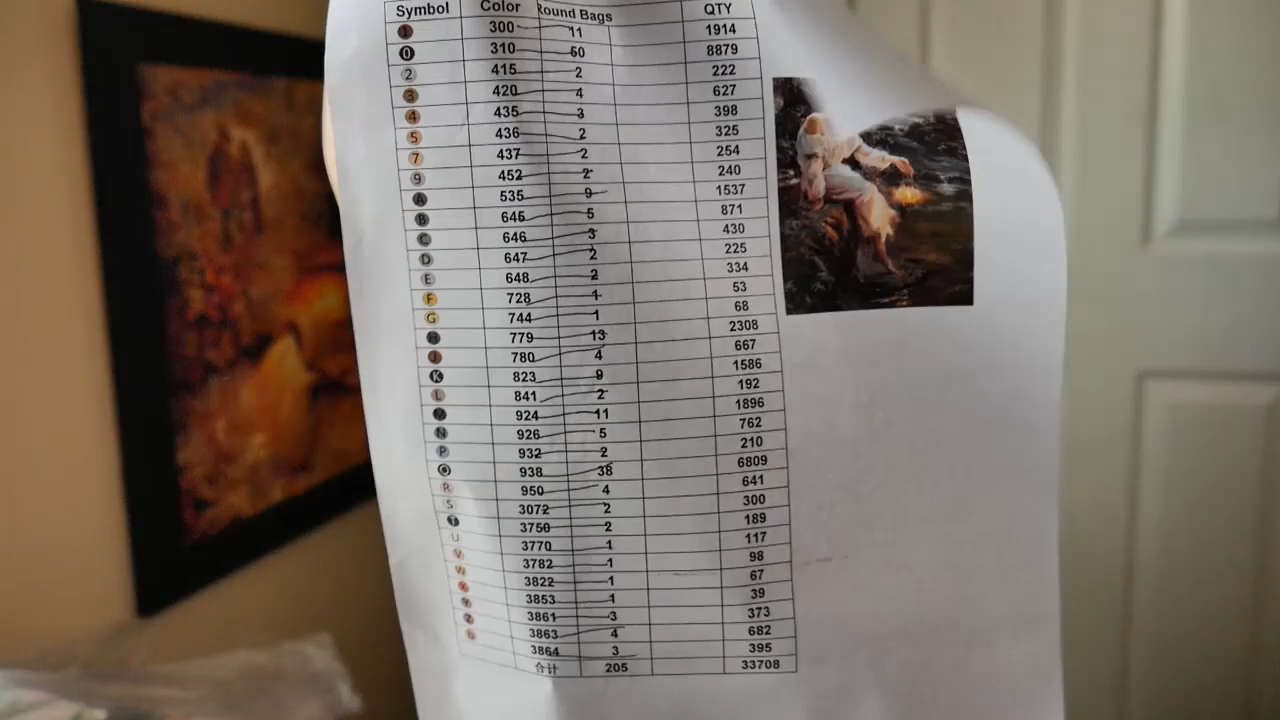 Symbol Color Round Bags QTY
1 300 11 1914
0 310 50 8879
2 415 2 222
3 420 4 627
4 435 3 398
5 436 2 325
7 437 2 254
9 452 2 240
A 535 9 1537
B 645 5 871
C 646 3 430
D 647 2 225
E 648 2 334
F 728 1 53
G 744 1 68
H 779 13 2308
J 780 4 667
K 823 9 1586
L 841 2 192
M 924 11 1896
N 926 5 762
P 932 2 210
938 38 6809
R 950 4 641
S 3072 2 300
T 3750 2 189
U 3770 1 117
V 3782 1 98
W 3822 1 67
X 3853 1 39
Y 3861 3 373
Z 3863 4 682
3864 3 395
合计 205 33708